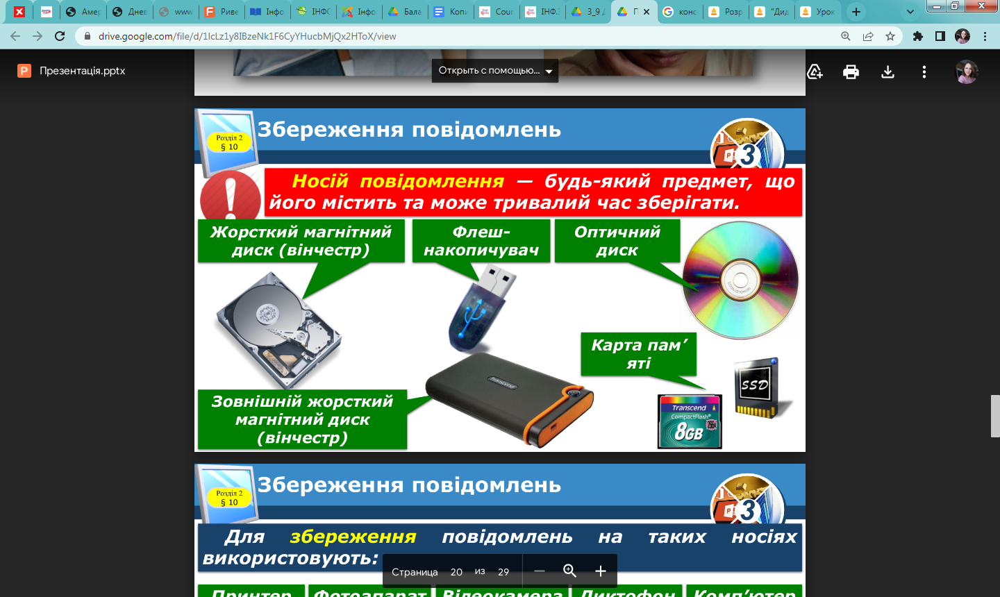 Амер
Днев
www
Риве
Інфо
ІНФО
Інфо
Бала
Копи
Cour
ІНФ.
3_9 Д
П
конс
Розр
"Дид
Урок
drive.google.com/file/d/1lcLz1y8IBzeNk1F6CyYHucbMjQx2HToX/view
Презентація.pptx
Открыть с помощью...
Розділ 2
§ 10
Збереження повідомлень
3
Носій повідомлення — будь-який предмет, що
його містить та може тривалий час зберігати.
Жорсткий магнітний
диск (вінчестр)
Флеш-
накопичувач
Оптичний
диск
Карта пам’
яті
SSD
Transcend
Transcend
CompactFlash®
8GB
Зовнішній жорсткий
магнітний диск
(вінчестр)
Розділ 2
§ 10
Збереження повідомлень
3
Для збереження повідомлень на таких носіях
використовують:
Страница 20 из 29
Принтер
Фотоапарат
Відеокамера
Диктофон
Комп’ютер